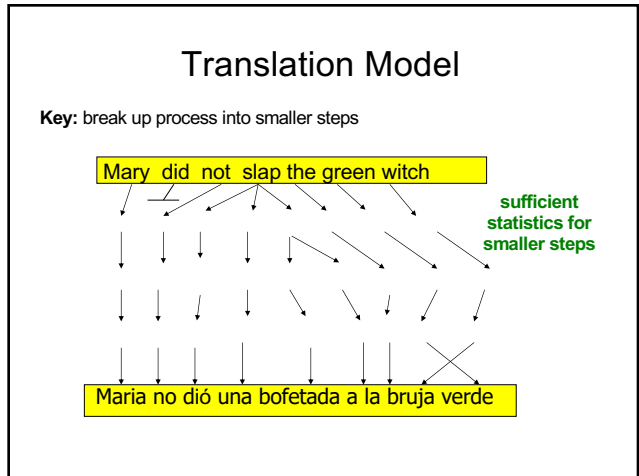 Translation Model
Key: break up process into smaller steps
Mary did not slap the green witch
sufficient
statistics for
smaller steps
Maria no dió una bofetada a la bruja verde